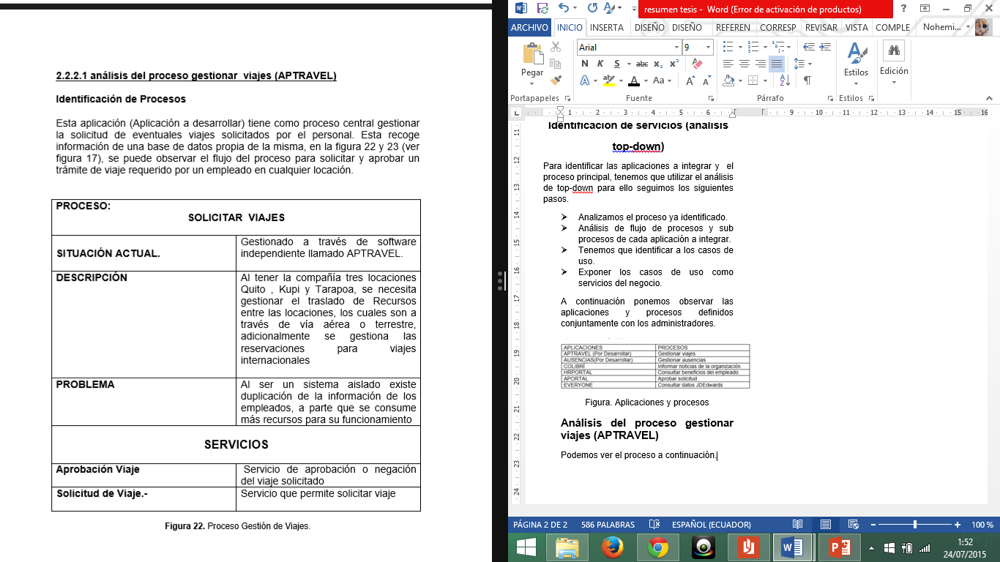 2.2.2.1 análisis del proceso gestionar  viajes (APTRAVEL)
Identificación de Procesos
Esta aplicación (Aplicación a desarrollar) tiene como proceso central gestionar
la solicitud de eventuales viajes solicitados por el personal. Esta recoge
información de una base de datos propia de la misma, en la figura 22 y 23 (ver
figura 17), se puede observar el flujo del proceso para solicitar y aprobar un
trámite de viaje requerido por un empleado en cualquier locación.
PROCESO:
SOLICITAR  VIAJES
SITUACIÓN ACTUAL.
Gestionado a través de software
independiente llamado APTRAVEL.
DESCRIPCIÓN
Al tener la compañía tres locaciones
Quito , Kupi y Tarapoa, se necesita
gestionar el traslado de Recursos
entre las locaciones, los cuales son a
través de vía aérea o terrestre,
adicionalmente se gestiona las
reservaciones para viajes
internacionales
PROBLEMA
Al ser un sistema aislado existe
duplicación de la información de los
empleados, a parte que se consume
más recursos para su funcionamiento
SERVICIOS
Aprobación Viaje
Servicio de aprobación o negación
del viaje solicitado
Solicitud de Viaje.-
Servicio que permite solicitar viaje
Figura 22. Proceso Gestión de Viajes.
resumen tesis - Word (Error de activación de productos)
ARCHIVO INICIO INSERTA DISEÑO DISEÑO REFEREN CORRESP REVISAR VISTA COMPLE Nohemi...
Arial 9
N K S abc x₂ x²
Pegar
Estilos
Edición
Portapapeles Fuente Párrafo Estilos
1 2 3 4 5 6 9 10 11 12 13 14 15 16
11
12
13
14
15
16
17
18
19
20
21
22
23
24
Identificación de servicios (análisis
top-down)
Para identificar las aplicaciones a integrar y  el
proceso principal, tenemos que utilizar el análisis
de top-down para ello seguimos los siguientes
pasos.
Analizamos el proceso ya identificado.
Análisis de flujo de procesos y sub
procesos de cada aplicación a integrar.
Tenemos que identificar a los casos de
uso.
Exponer los casos de uso como
servicios del negocio.
A continuación ponemos observar las
aplicaciones y procesos definidos
conjuntamente con los administradores.
APLICACIONES PROCESOS
APTRAVEL (Por Desarrollar) Gestionar viajes
AUSENCIAS(Por Desarrollar) Gestionar ausencias
COLIBRÍ Informar noticias de la organización
HRPORTAL Consultar beneficios del empleado
APORTAL Aprobar solicitud
EVERYONE Consultar datos JDEdwards
Figura. Aplicaciones y procesos
Análisis del proceso gestionar
viajes (APTRAVEL)
Podemos ver el proceso a continuación.
PÁGINA 2 DE 2 586 PALABRAS ESPAÑOL (ECUADOR) 100 %
1:52
24/07/2015